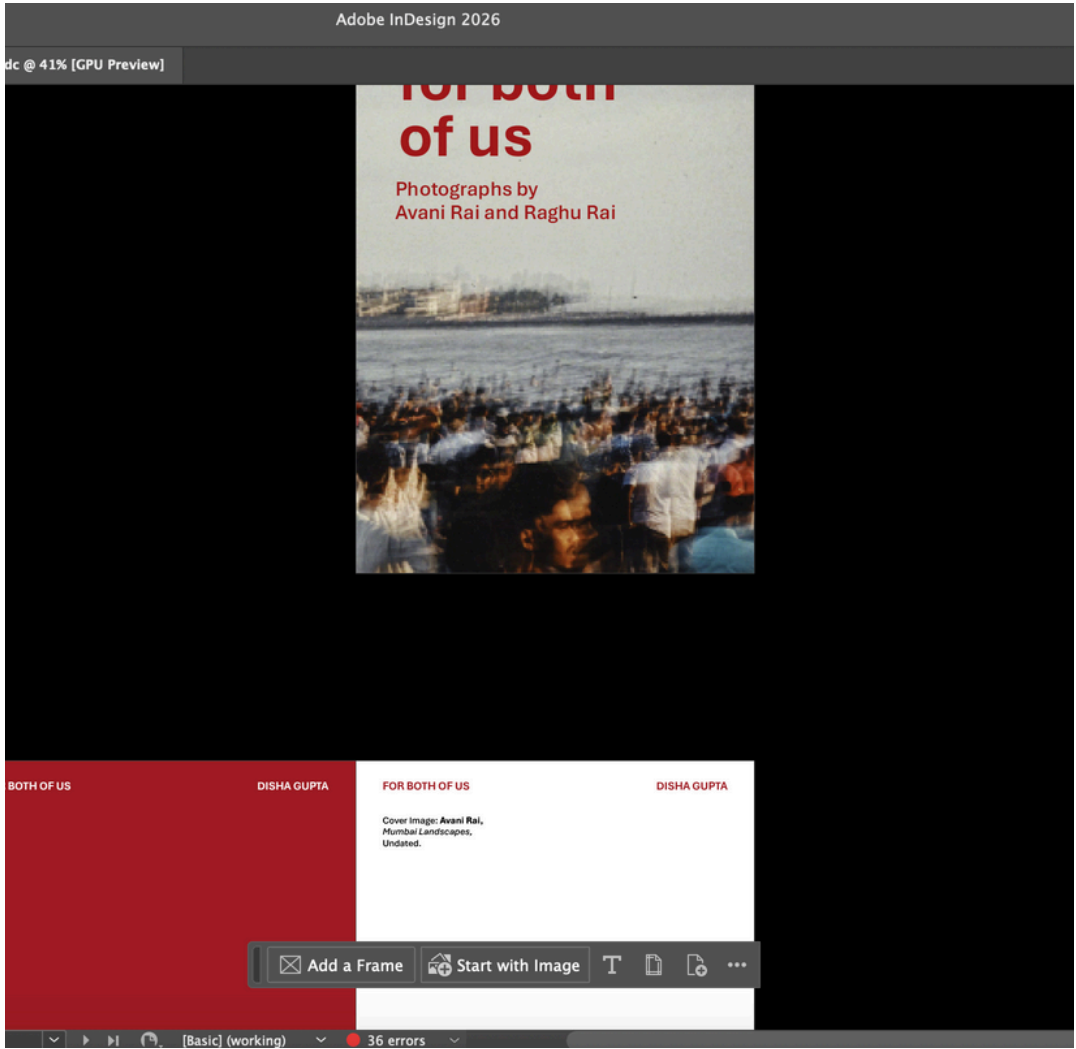 Adobe InDesign 2026
dc @ 41% [GPU Preview]
for both
of us
Photographs by
Avani Rai and Raghu Rai
BOTH OF US
DISHA GUPTA
FOR BOTH OF US
DISHA GUPTA
Cover Image: Avani Rai,
Mumbai Landscapes,
Undated.
Add a Frame
Start with Image
T
[Basic] (working)
36 errors